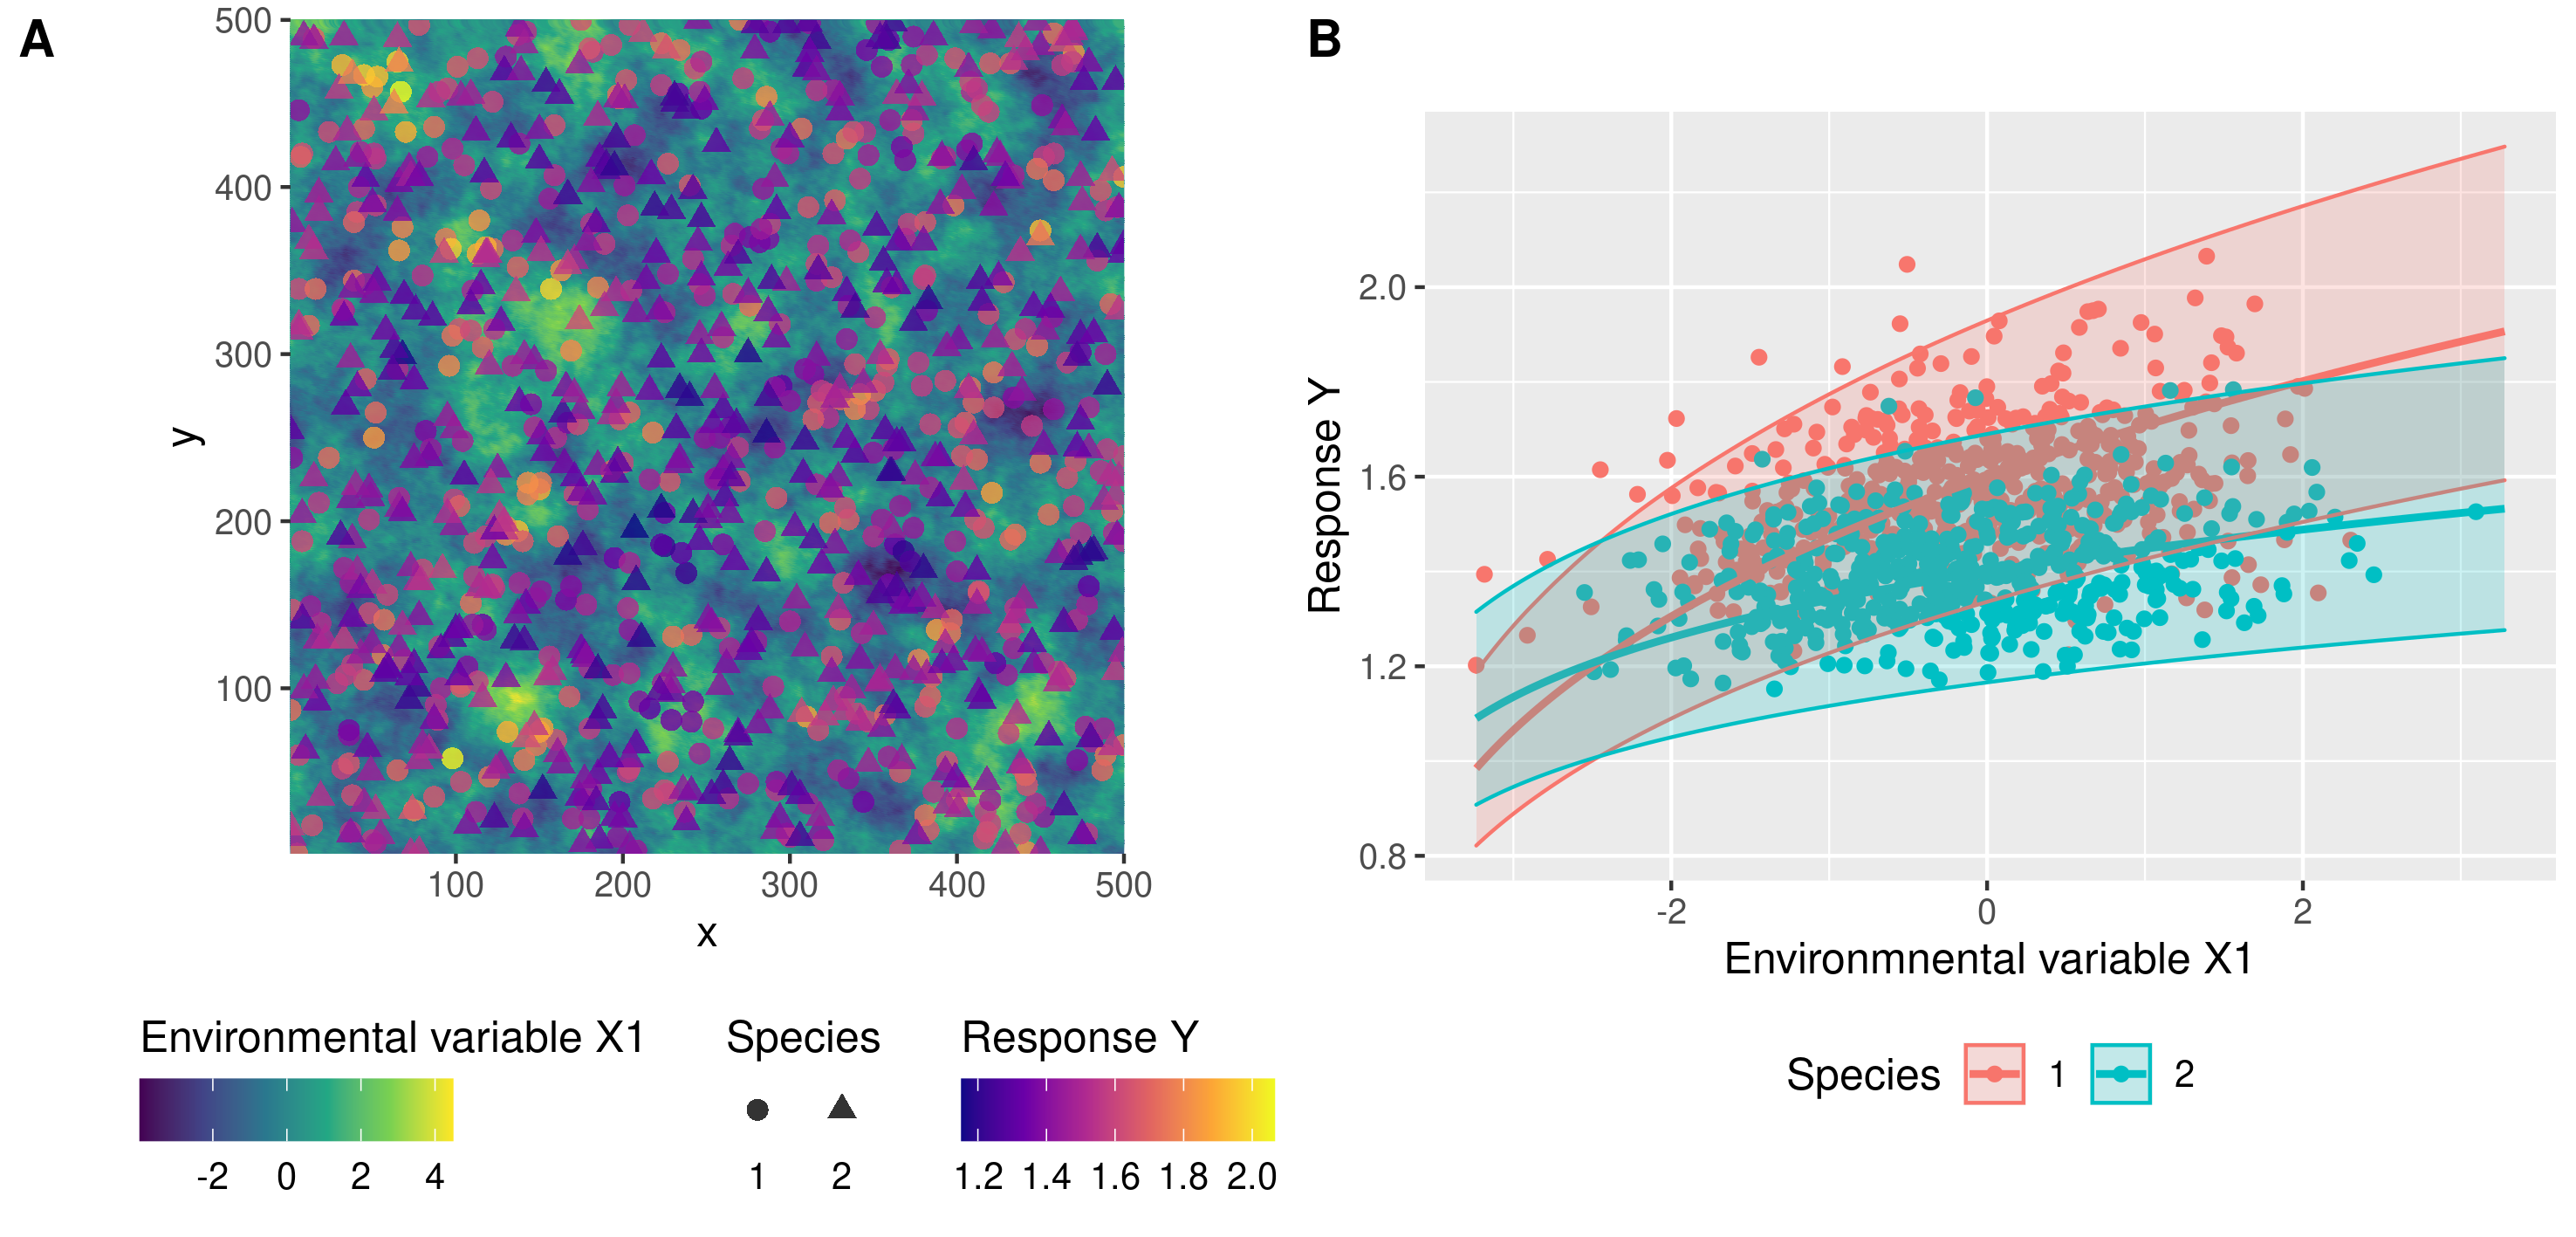 A
500
400
300
200
100
y
100 200 300 400 500
x
Environmental variable X1
-2 0 2 4
Species
1 2
Response Y
1.2 1.4 1.6 1.8 2.0
B
2.0
1.6
1.2
0.8
Response Y
-2 0 2
Environmnental variable X1
Species 1 2